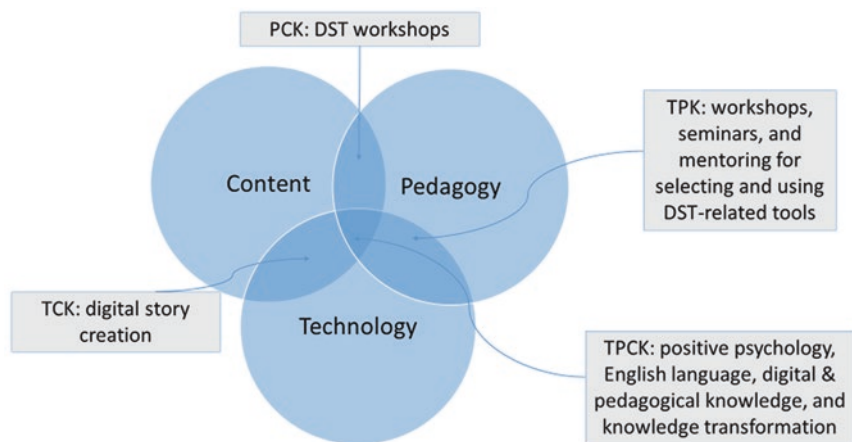 PCK: DST workshops
TPK: workshops,
seminars, and
mentoring for
selecting and using
DST-related tools
Content
Pedagogy
TCK: digital story
creation
Technology
TPCK: positive psychology,
English language, digital &
pedagogical knowledge, and
knowledge transformation